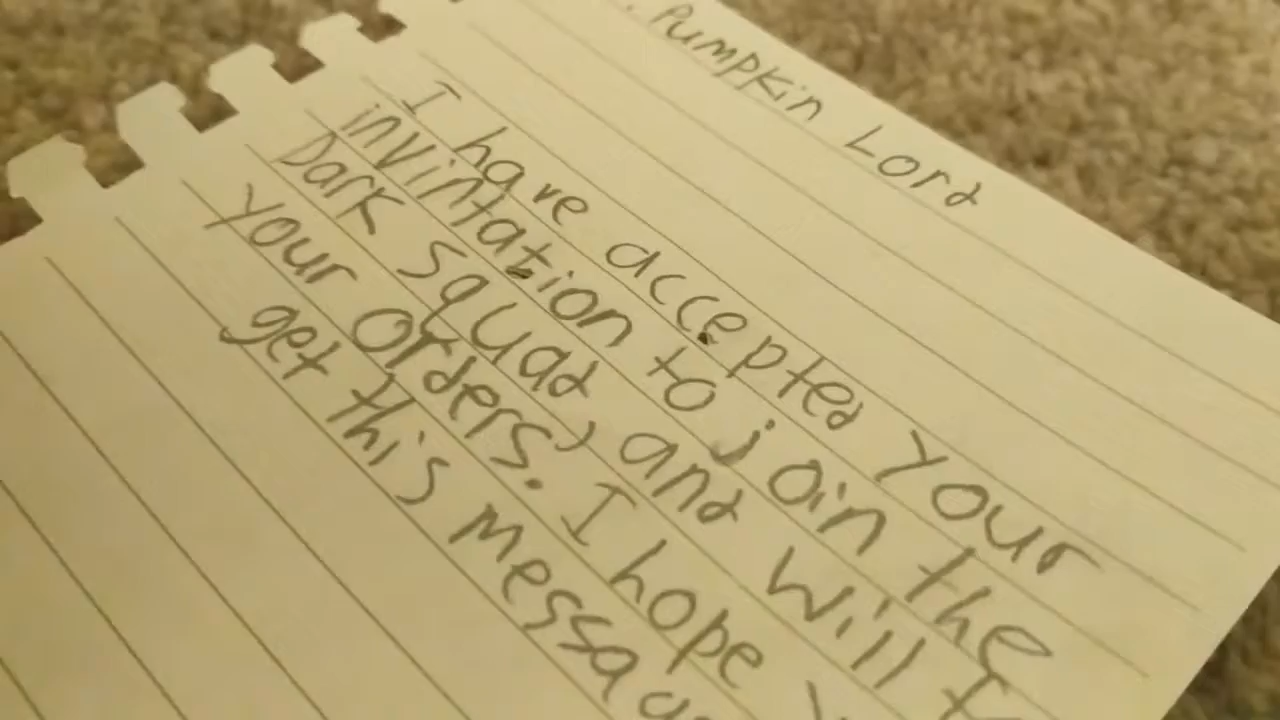 Pumpkin Lord
I have accepted your
invintation to join the
Dark squad, and will
your orders. I hope
get this